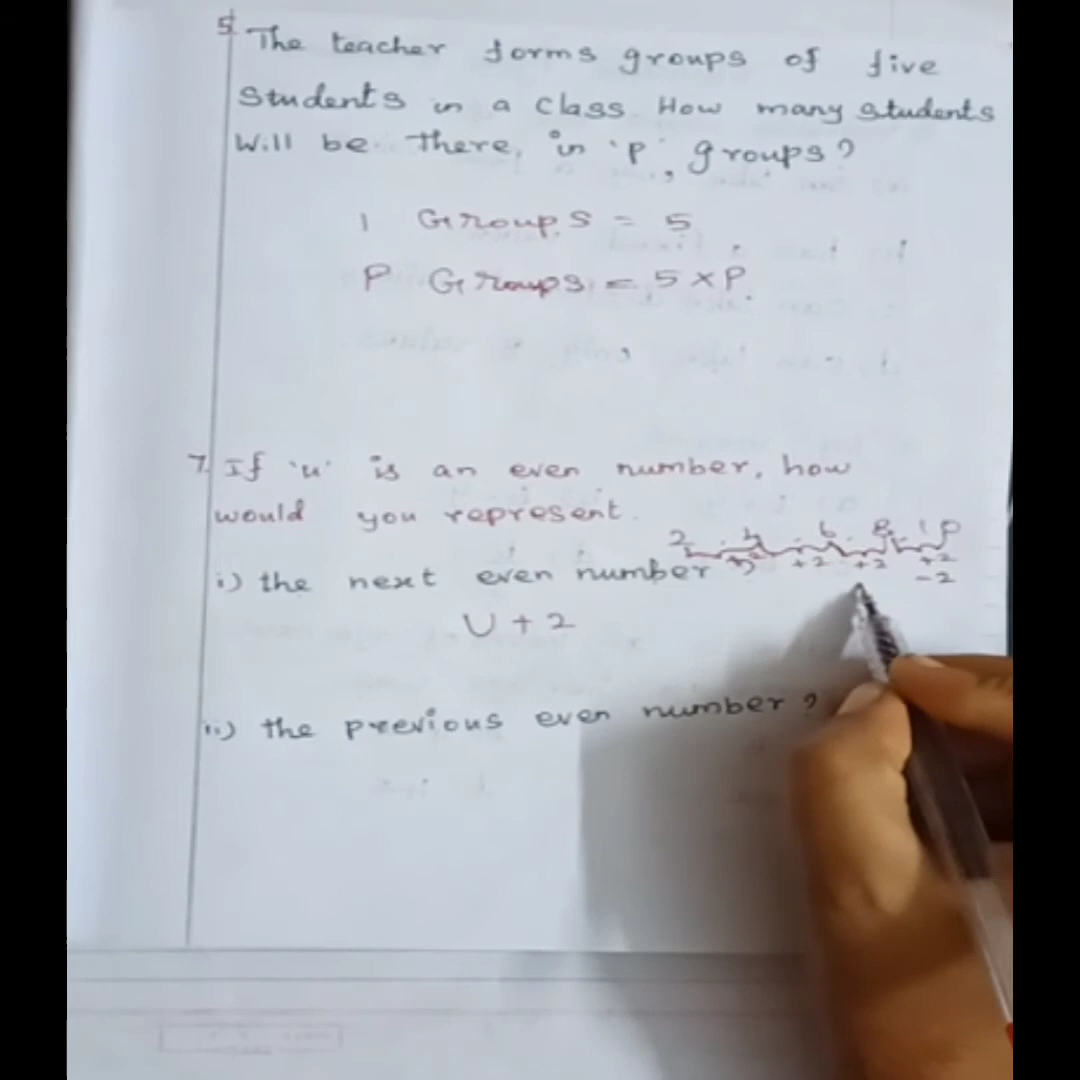 5. The teacher forms groups of five
students in a class. How many students
will be there, in 'p', groups?
1 Groups = 5
P Groups = 5 × P.
7. If 'u' is an even number, how
would you represent.
2 4 6 8 10
i) the next even number
+2 +2 +2 +2
-2
U + 2
ii) the previous even number?